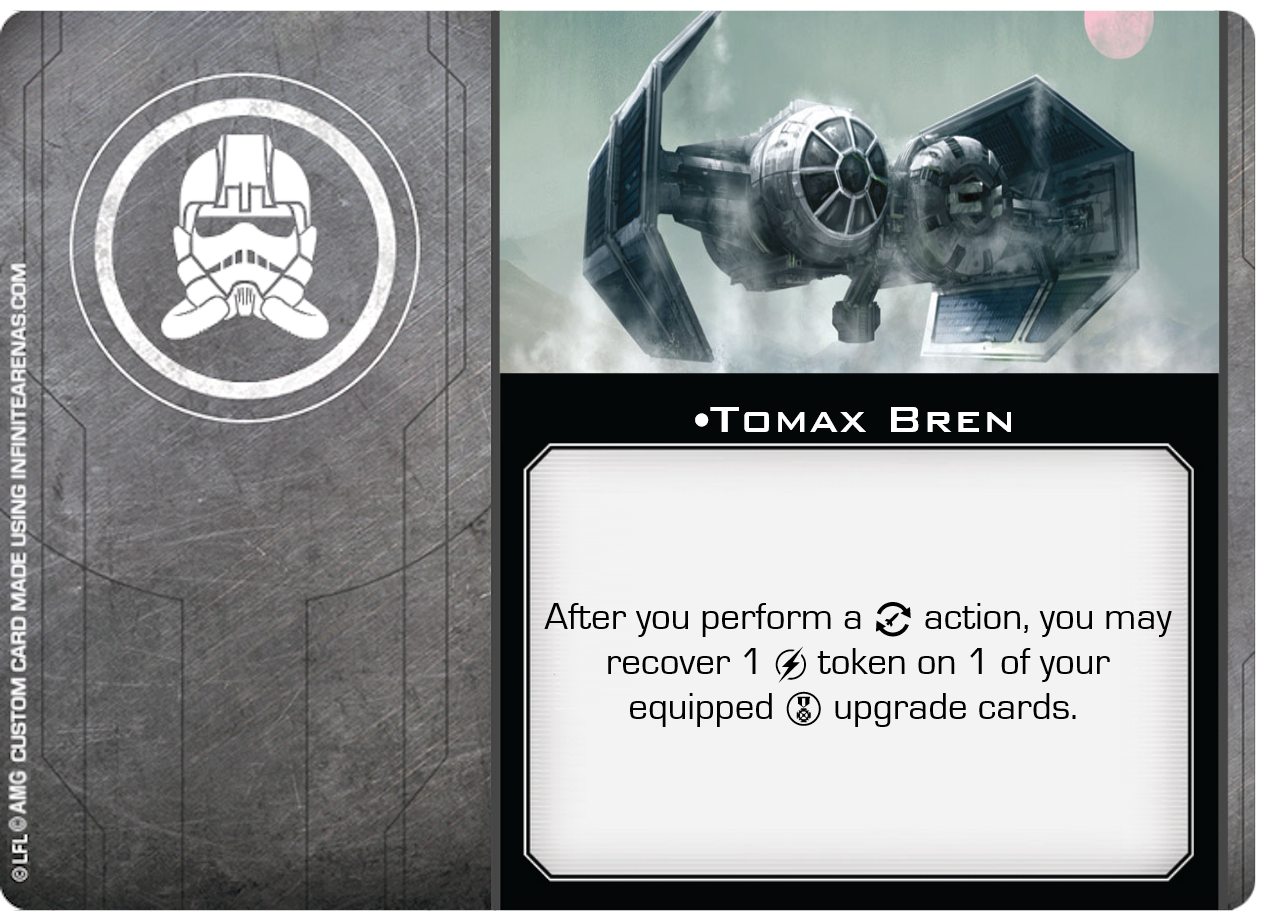 •Tomax Bren
After you perform a action, you may
recover 1 token on 1 of your
equipped upgrade cards.
©LFL©AMG CUSTOM CARD MADE USING INFINITEARENAS.COM